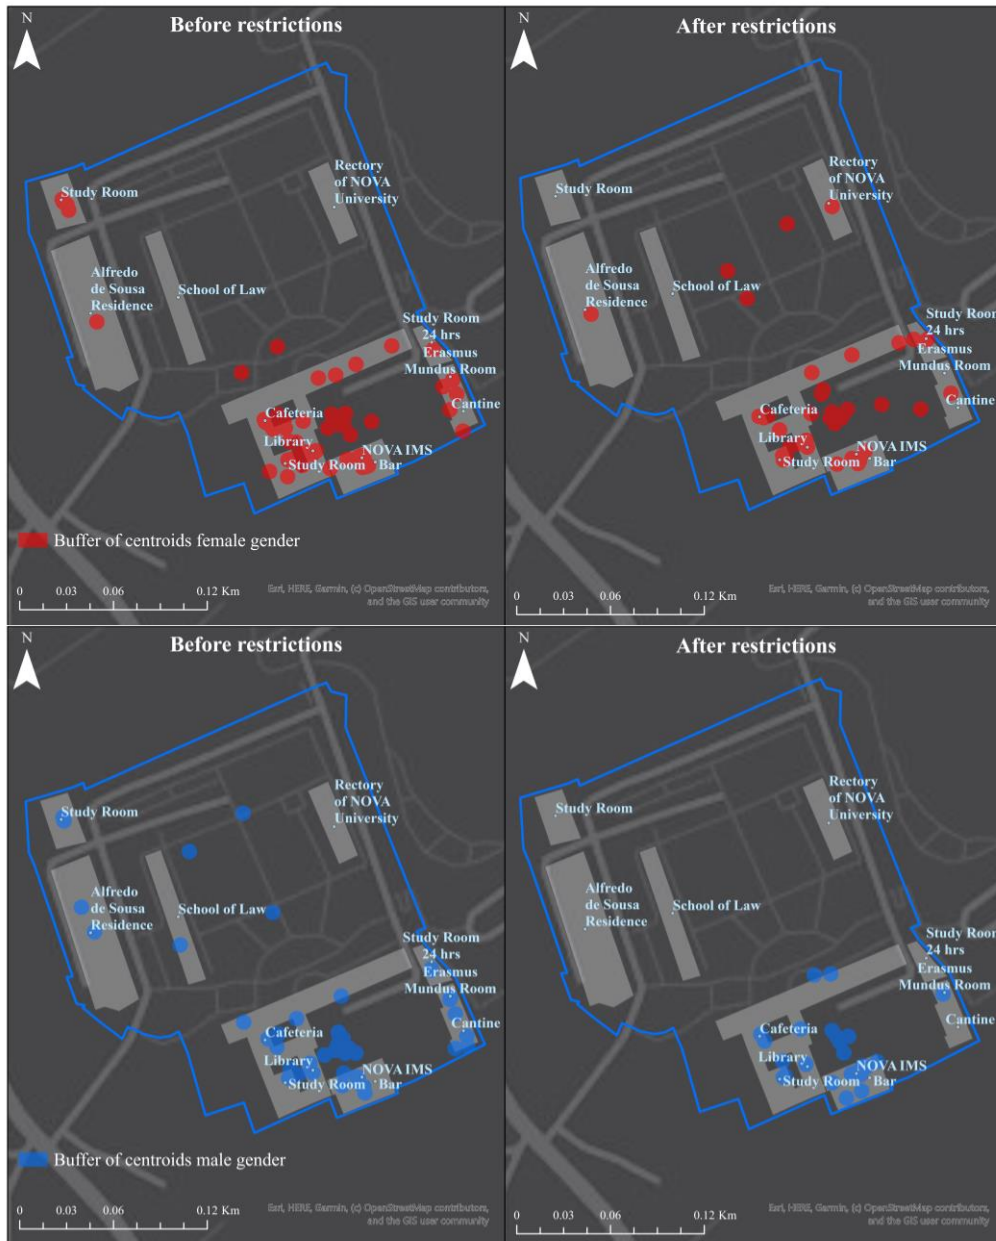 Before restrictions
N
Study Room
Rectory
of NOVA
University
Alfredo
de Sousa
Residence
School of Law
Study Room
24 hrs
Erasmus
Mundus Room
Cafeteria
Cantine
Library
NOVA IMS
Study Room
Bar
Buffer of centroids female gender
0 0.03 0.06 0.12 Km
Esri, HERE, Garmin, (c) OpenStreetMap contributors,
and the GIS user community
After restrictions
N
Study Room
Rectory
of NOVA
University
Alfredo
de Sousa
Residence
School of Law
Study Room
24 hrs
Erasmus
Mundus Room
Cafeteria
Cantine
Library
NOVA IMS
Study Room
Bar
0 0.03 0.06 0.12 Km
Esri, HERE, Garmin, (c) OpenStreetMap contributors,
and the GIS user community
Before restrictions
N
Study Room
Rectory
of NOVA
University
Alfredo
de Sousa
Residence
School of Law
Study Room
24 hrs
Erasmus
Mundus Room
Cafeteria
Cantine
Library
NOVA IMS
Study Room
Bar
Buffer of centroids male gender
0 0.03 0.06 0.12 Km
Esri, HERE, Garmin, (c) OpenStreetMap contributors,
and the GIS user community
After restrictions
N
Study Room
Rectory
of NOVA
University
Alfredo
de Sousa
Residence
School of Law
Study Room
24 hrs
Erasmus
Mundus Room
Cafeteria
Cantine
Library
NOVA IMS
Study Room
Bar
0 0.03 0.06 0.12 Km
Esri, HERE, Garmin, (c) OpenStreetMap contributors,
and the GIS user community